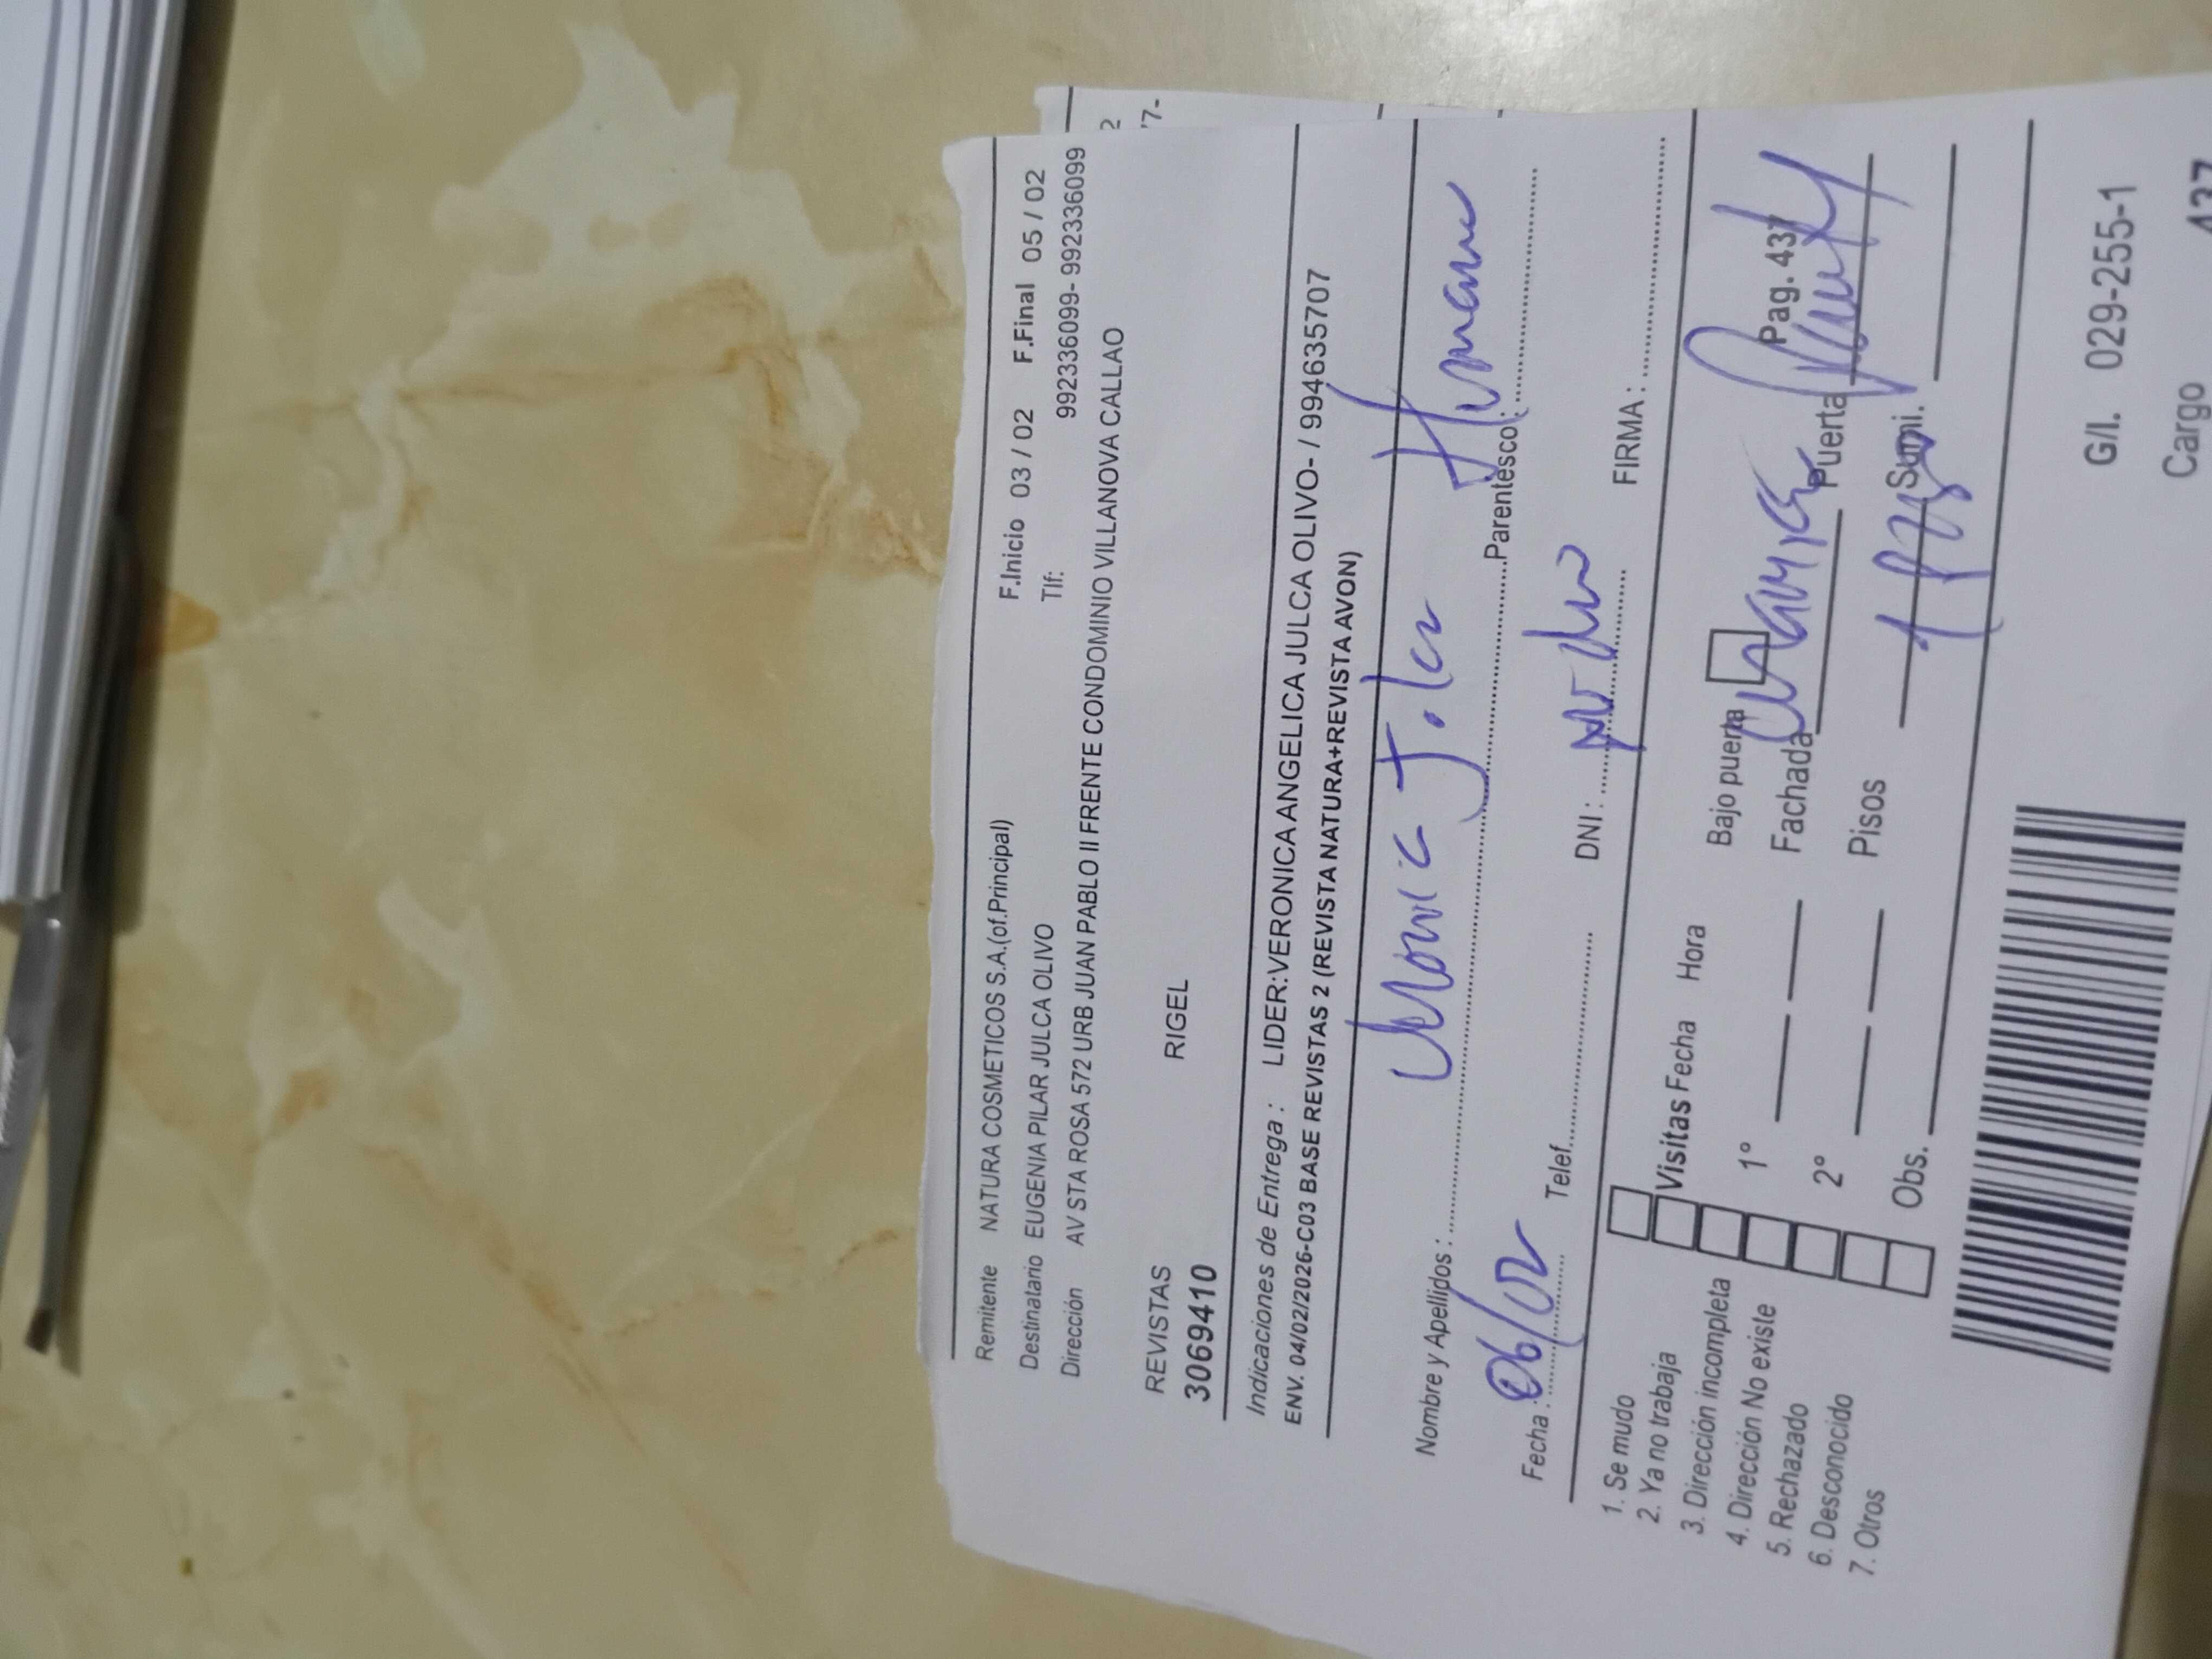 Remitente NATURA COSMETICOS S.A.(of.Principal) F.Inicio 03 / 02 F.Final 05 / 02
Destinatario EUGENIA PILAR JULCA OLIVO Tlf: 992336099- 992336099
Dirección AV STA ROSA 572 URB JUAN PABLO II FRENTE CONDOMINIO VILLANOVA CALLAO
REVISTAS RIGEL
3069410
Indicaciones de Entrega : LIDER:VERONICA ANGELICA JULCA OLIVO- / 994635707
ENV. 04/02/2026-C03 BASE REVISTAS 2 (REVISTA NATURA+REVISTA AVON)
Nombre y Apellidos : Parentesco :
Fecha : 06/02 Telef. DNI : FIRMA :
1. Se mudo
2. Ya no trabaja
3. Dirección incompleta
4. Dirección No existe
5. Rechazado
6. Desconocido
7. Otros
Visitas Fecha Hora Bajo puerta Pag. 437
1° Fachada Puerta
2° Pisos Sumi.
Obs.
G/I. 029-255-1
Cargo 437
2
77-